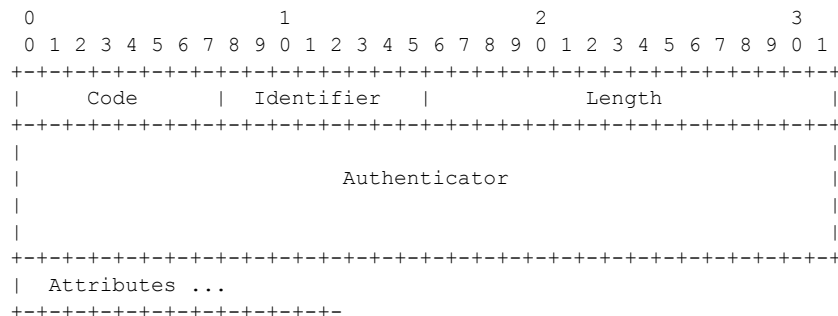 0                   1                   2                   3
 0 1 2 3 4 5 6 7 8 9 0 1 2 3 4 5 6 7 8 9 0 1 2 3 4 5 6 7 8 9 0 1
+-+-+-+-+-+-+-+-+-+-+-+-+-+-+-+-+-+-+-+-+-+-+-+-+-+-+-+-+-+-+-+-+
|     Code      |  Identifier   |            Length             |
+-+-+-+-+-+-+-+-+-+-+-+-+-+-+-+-+-+-+-+-+-+-+-+-+-+-+-+-+-+-+-+-+
|                                                               |
|                         Authenticator                         |
|                                                               |
|                                                               |
+-+-+-+-+-+-+-+-+-+-+-+-+-+-+-+-+-+-+-+-+-+-+-+-+-+-+-+-+-+-+-+-+
|  Attributes ...
+-+-+-+-+-+-+-+-+-+-+-+-+-